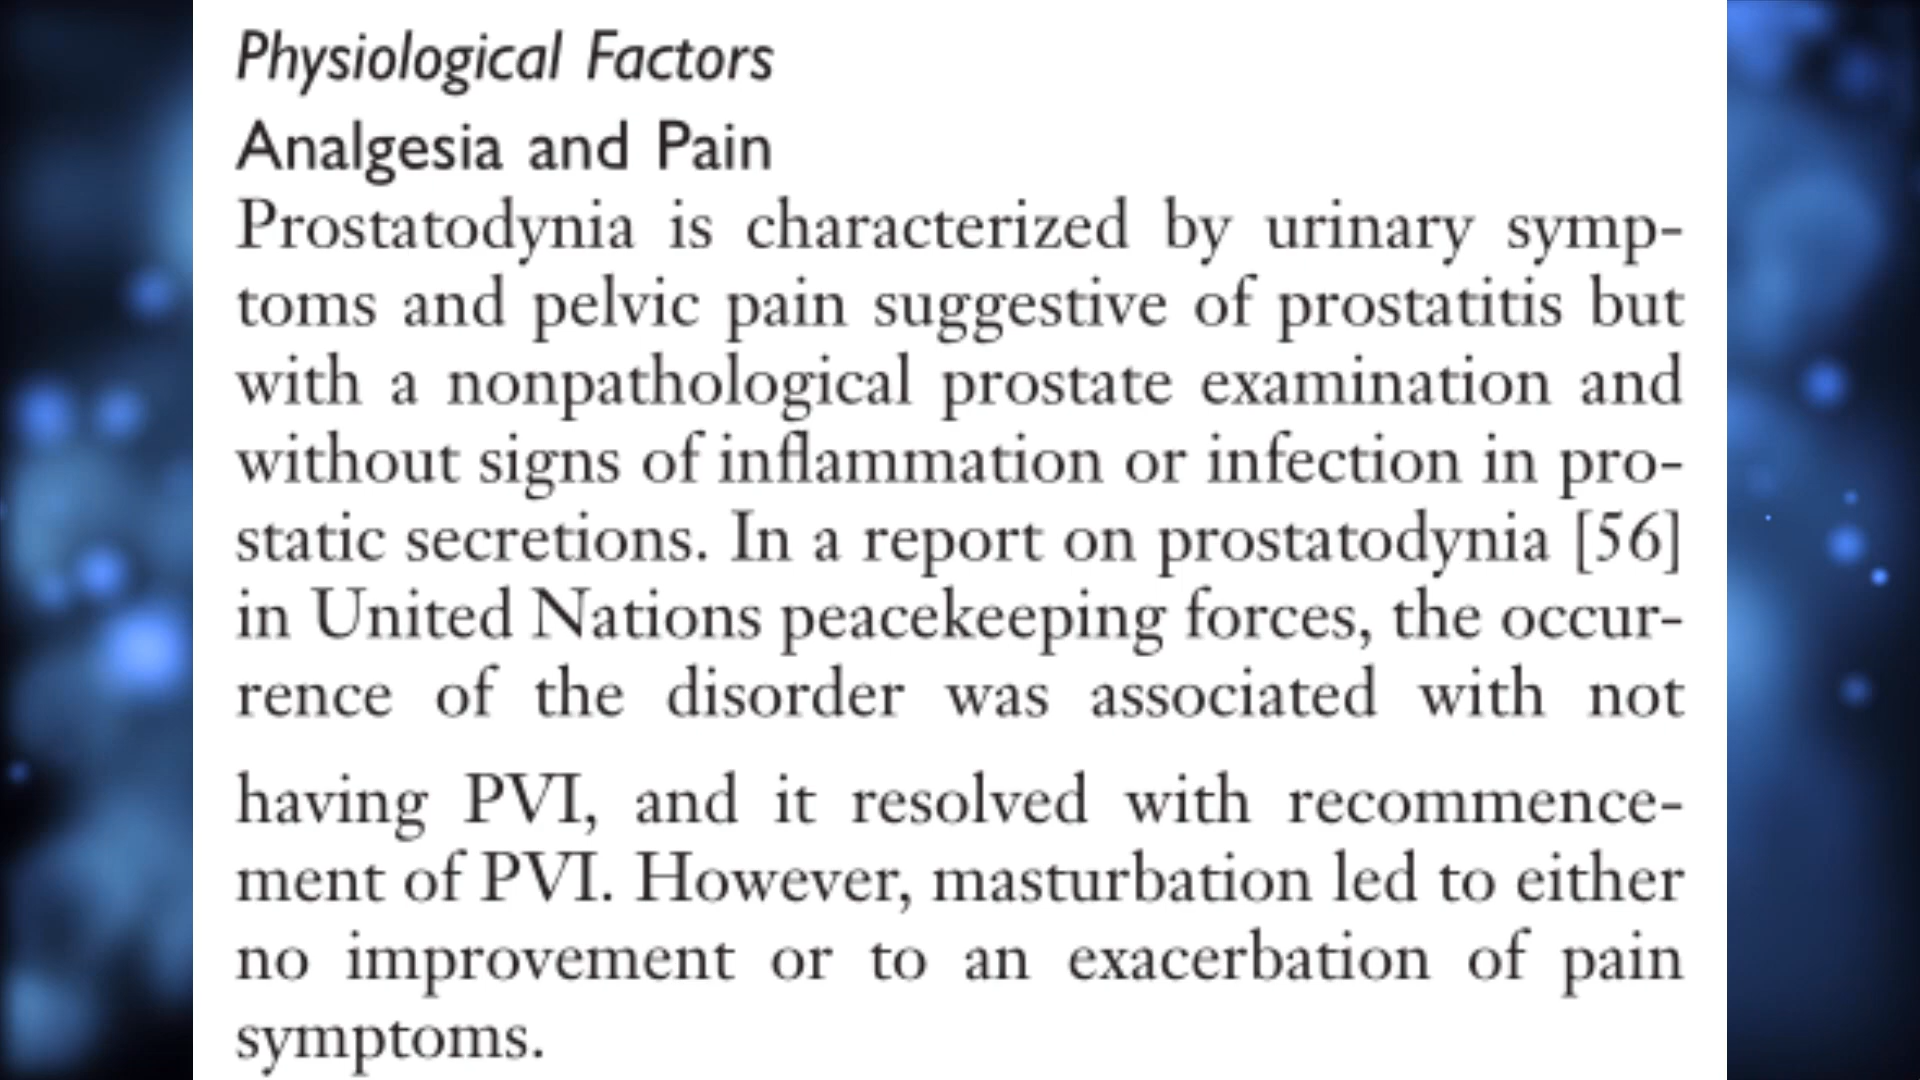 Physiological Factors
Analgesia and Pain
Prostatodynia is characterized by urinary symp-
toms and pelvic pain suggestive of prostatitis but
with a nonpathological prostate examination and
without signs of inflammation or infection in pro-
static secretions. In a report on prostatodynia [56]
in United Nations peacekeeping forces, the occur-
rence of the disorder was associated with not
having PVI, and it resolved with recommence-
ment of PVI. However, masturbation led to either
no improvement or to an exacerbation of pain
symptoms.